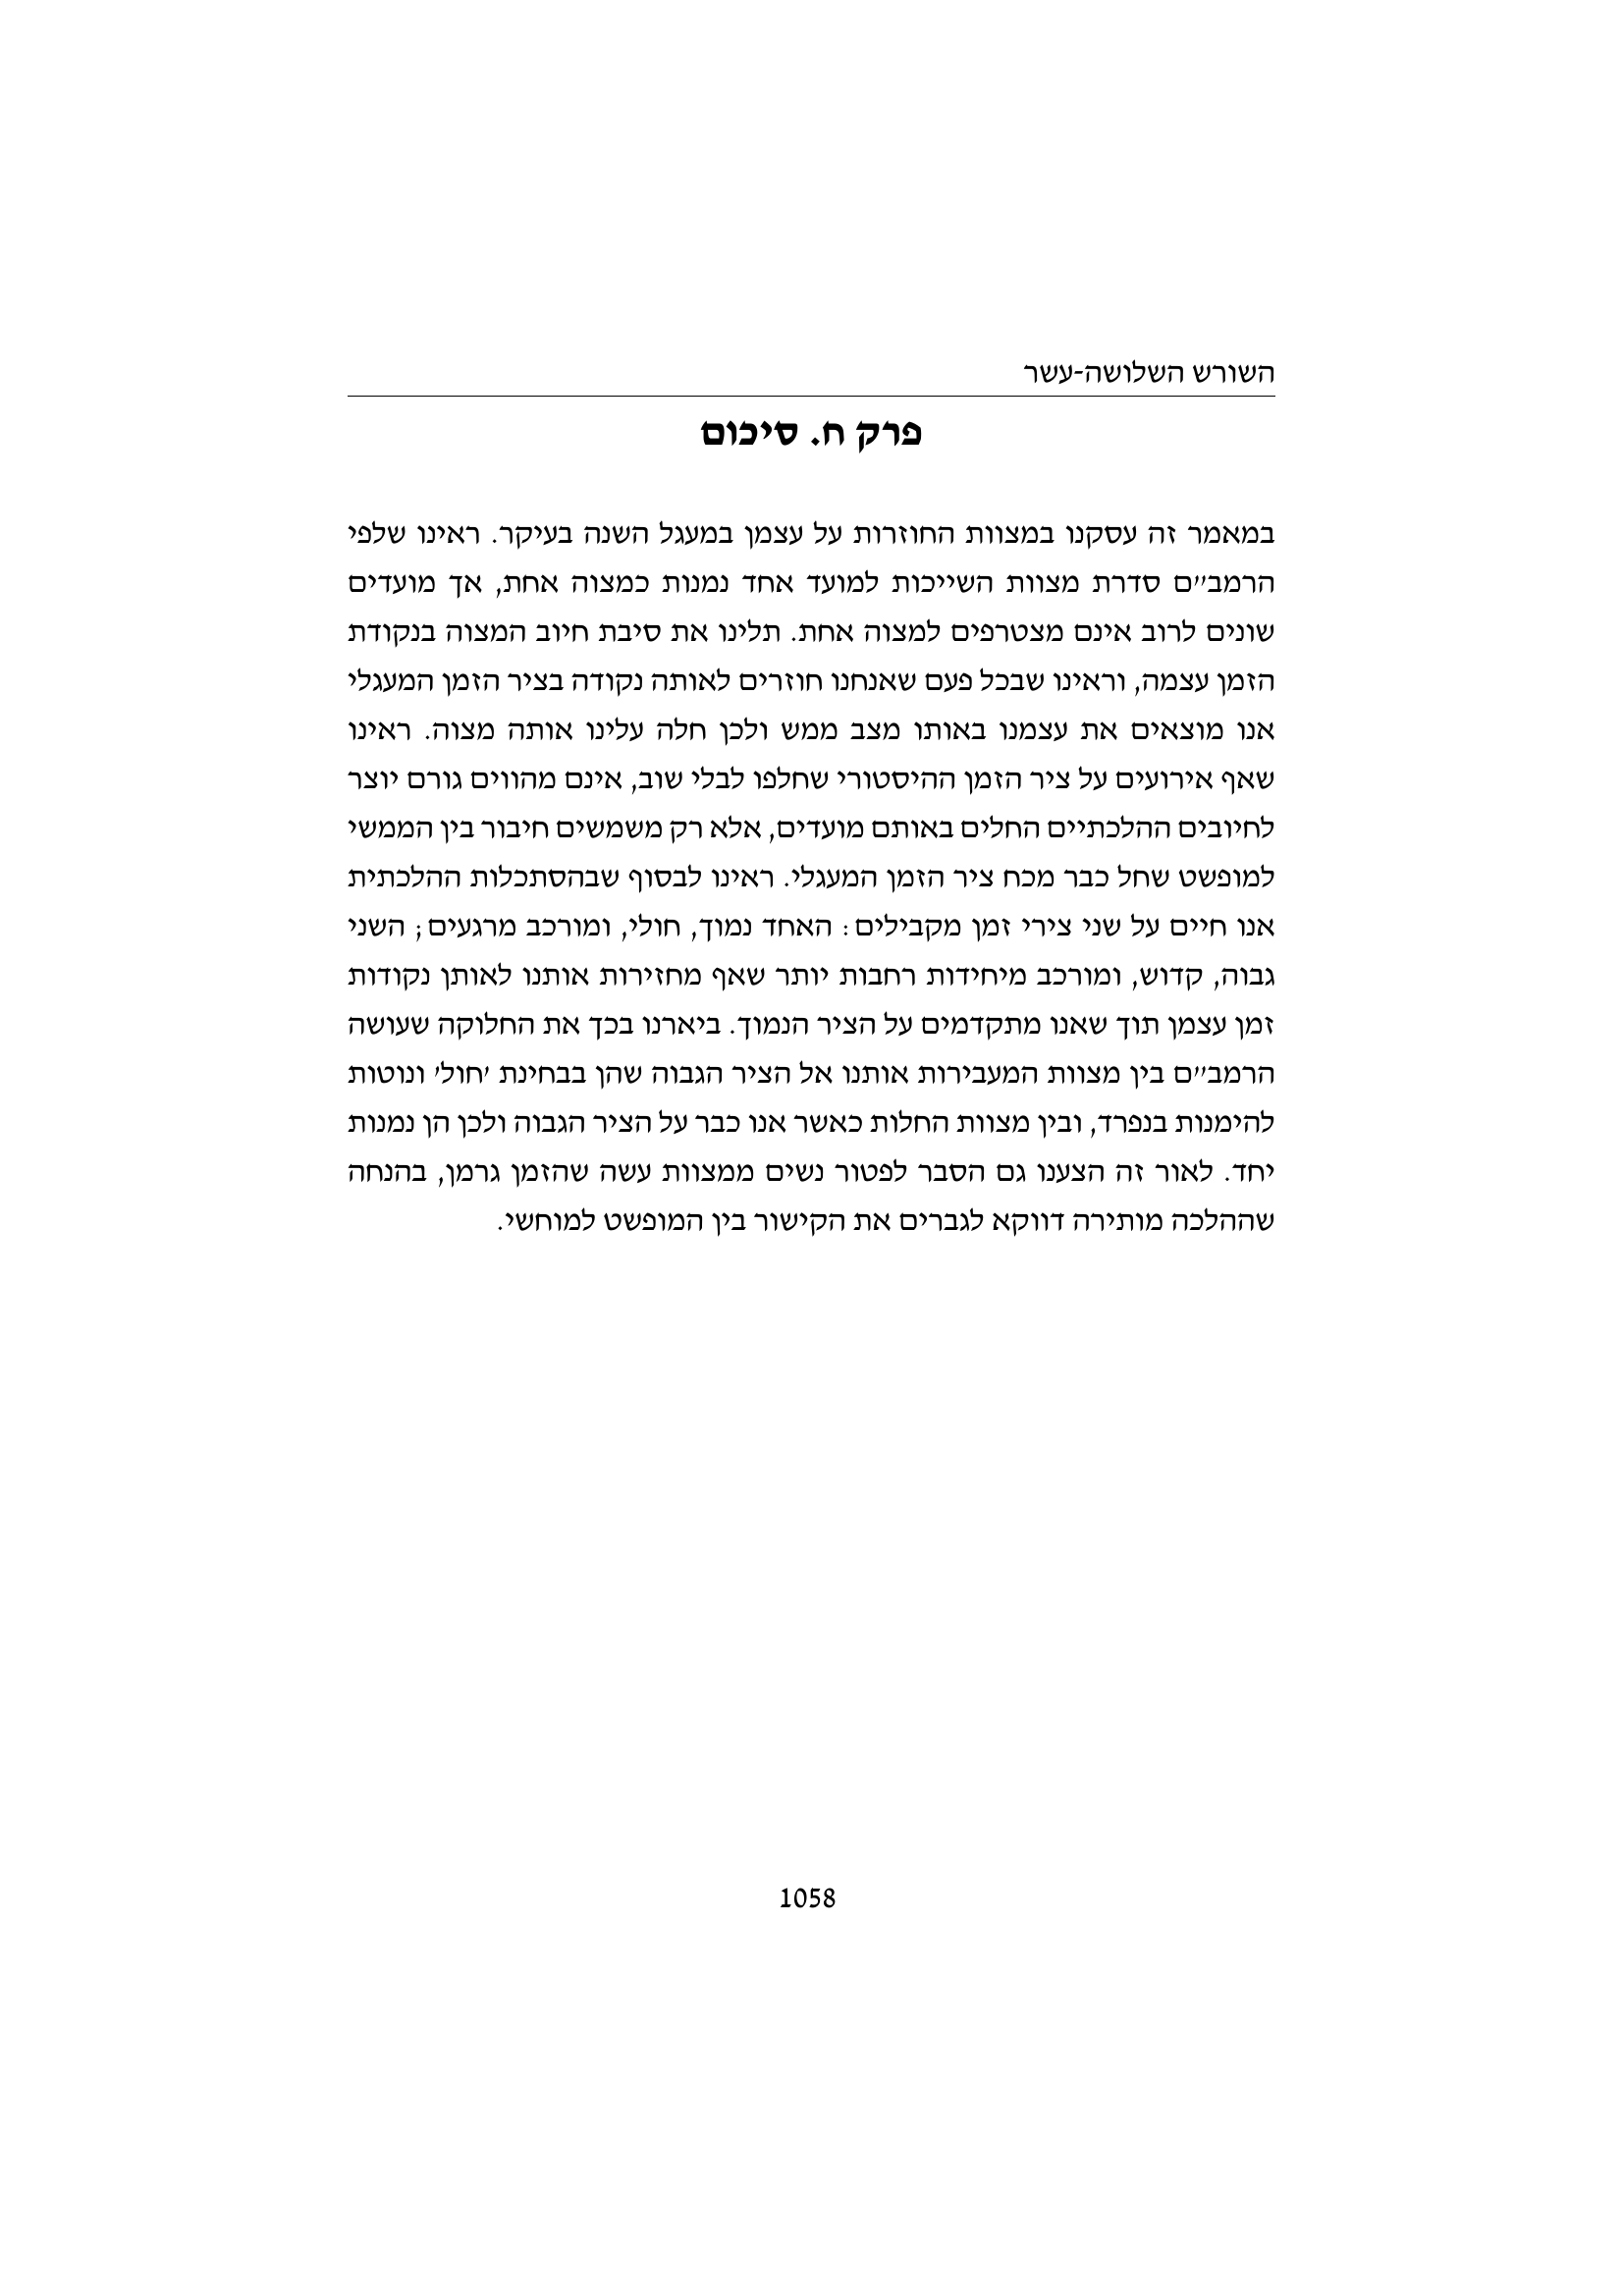 השורש השלושה-עשר
פרק ח. סיכום
במאמר זה עסקנו במצוות החוזרות על עצמן במעגל השנה בעיקר. ראינו שלפי
הרמב״ם סדרת מצוות השייכות למועד אחד נמנות כמצוה אחת, אך מועדים
שונים לרוב אינם מצטרפים למצוה אחת. תלינו את סיבת חיוב המצוה בנקודת
הזמן עצמה, וראינו שבכל פעם שאנחנו חוזרים לאותה נקודה בציר הזמן המעגלי
אנו מוצאים את עצמנו באותו מצב ממש ולכן חלה עלינו אותה מצוה. ראינו
שאף אירועים על ציר הזמן ההיסטורי שחלפו לבלי שוב, אינם מהווים גורם יוצר
לחיובים ההלכתיים החלים באותם מועדים, אלא רק משמשים חיבור בין הממשי
למופשט שחל כבר מכח ציר הזמן המעגלי. ראינו לבסוף שבהסתכלות ההלכתית
אנו חיים על שני צירי זמן מקבילים: האחד נמוך, חולי, ומורכב מרגעים; השני
גבוה, קדוש, ומורכב מיחידות רחבות יותר שאף מחזירות אותנו לאותן נקודות
זמן עצמן תוך שאנו מתקדמים על הציר הנמוך. ביארנו בכך את החלוקה שעושה
הרמב״ם בין מצוות המעבירות אותנו אל הציר הגבוה שהן בבחינת ׳חול׳ ונוטות
להימנות בנפרד, ובין מצוות החלות כאשר אנו כבר על הציר הגבוה ולכן הן נמנות
יחד. לאור זה הצענו גם הסבר לפטור נשים ממצוות עשה שהזמן גרמן, בהנחה
שההלכה מותירה דווקא לגברים את הקישור בין המופשט למוחשי.
1058